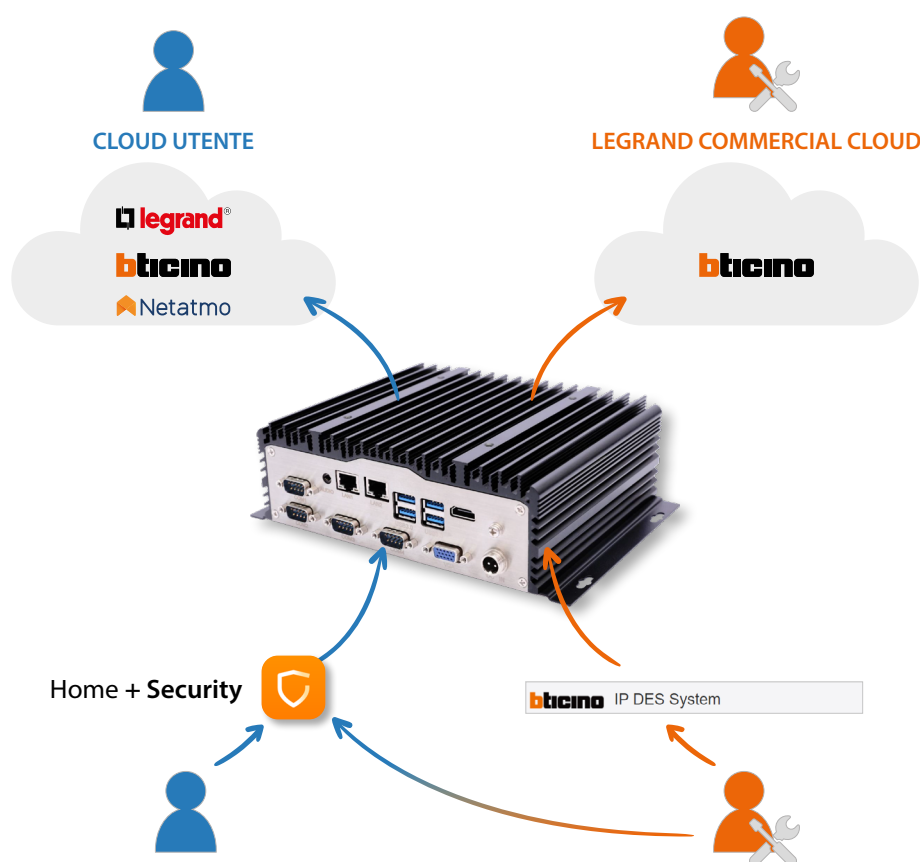 CLOUD UTENTE
LEGRAND COMMERCIAL CLOUD
legrand®
bticino
bticino
Netatmo
Home + Security
bticino IP DES System